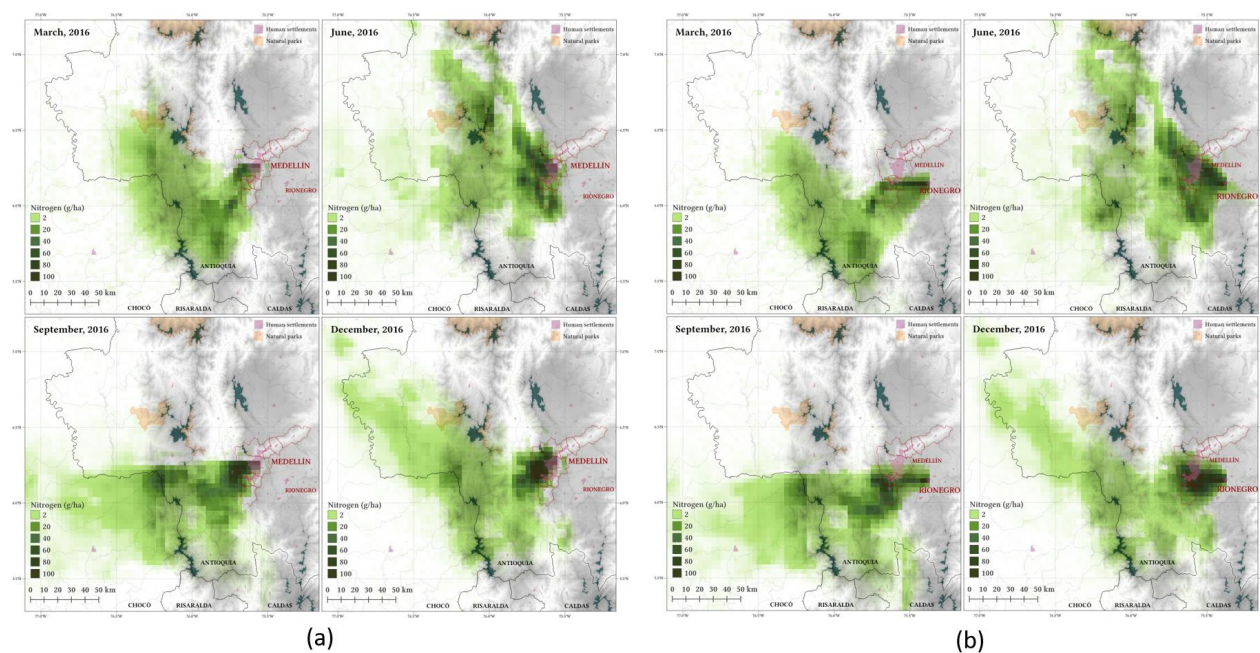 March, 2016
Human settlements
Natural parks
MEDELLÍN
RIONEGRO
Nitrogen (g/ha)
2
20
40
60
80
100
0 10 20 30 40 50 km
ANTIOQUIA
CHOCÓ RISARALDA CALDAS
June, 2016
Human settlements
Natural parks
MEDELLÍN
RIONEGRO
Nitrogen (g/ha)
2
20
40
60
80
100
0 10 20 30 40 50 km
ANTIOQUIA
CHOCÓ RISARALDA CALDAS
September, 2016
Human settlements
Natural parks
MEDELLÍN
RIONEGRO
Nitrogen (g/ha)
2
20
40
60
80
100
0 10 20 30 40 50 km
ANTIOQUIA
CHOCÓ RISARALDA CALDAS
December, 2016
Human settlements
Natural parks
MEDELLÍN
RIONEGRO
Nitrogen (g/ha)
2
20
40
60
80
100
0 10 20 30 40 50 km
ANTIOQUIA
CHOCÓ RISARALDA CALDAS
(a)
March, 2016
Human settlements
Natural parks
MEDELLÍN
RIONEGRO
Nitrogen (g/ha)
2
20
40
60
80
100
0 10 20 30 40 50 km
ANTIOQUIA
CHOCÓ RISARALDA CALDAS
June, 2016
Human settlements
Natural parks
MEDELLÍN
RIONEGRO
Nitrogen (g/ha)
2
20
40
60
80
100
0 10 20 30 40 50 km
ANTIOQUIA
CHOCÓ RISARALDA CALDAS
September, 2016
Human settlements
Natural parks
MEDELLÍN
RIONEGRO
Nitrogen (g/ha)
2
20
40
60
80
100
0 10 20 30 40 50 km
ANTIOQUIA
CHOCÓ RISARALDA CALDAS
December, 2016
Human settlements
Natural parks
MEDELLÍN
RIONEGRO
Nitrogen (g/ha)
2
20
40
60
80
100
0 10 20 30 40 50 km
ANTIOQUIA
CHOCÓ RISARALDA CALDAS
(b)